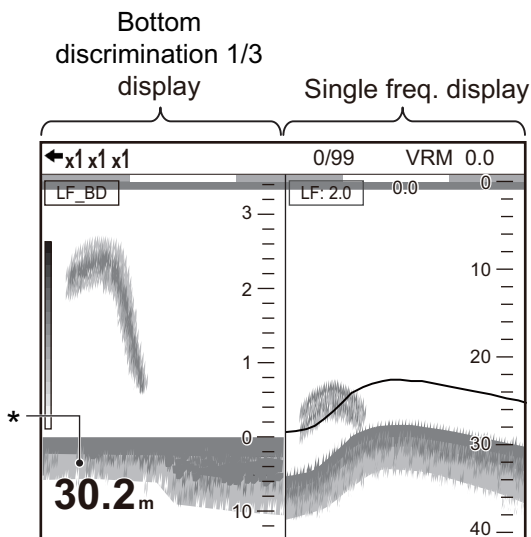 Bottom
discrimination 1/3
display
Single freq. display
←x1 x1 x1
0/99
VRM 0.0
LF_BD
LF: 2.0
0.0
0
3
10
2
20
1
*
0
30
30.2m
10
40